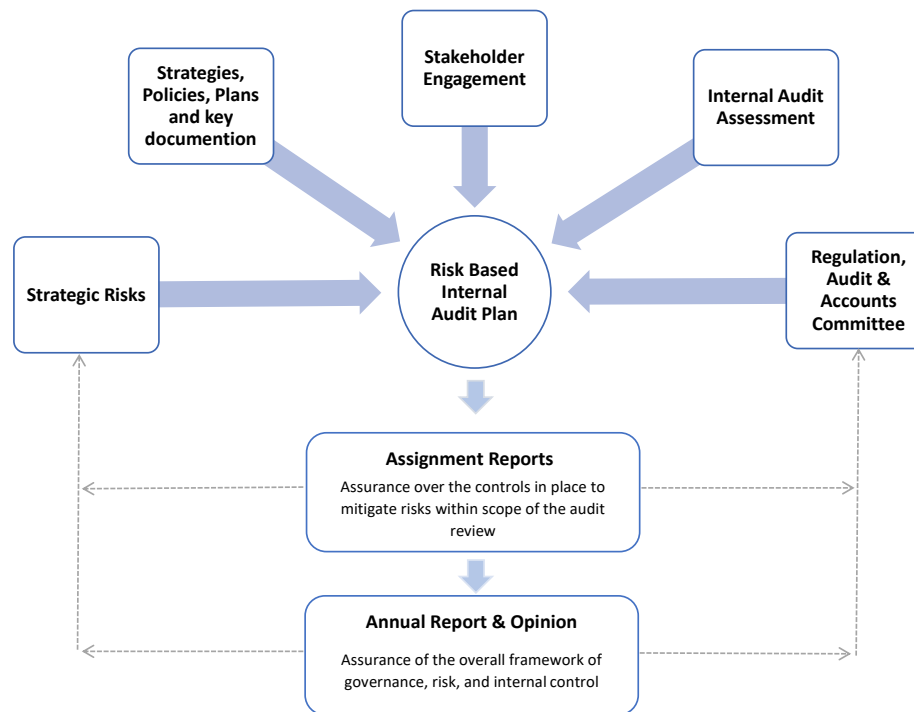 Stakeholder
Engagement
Strategies,
Policies, Plans
and key
documention
Internal Audit
Assessment
Strategic Risks
Risk Based
Internal
Audit Plan
Regulation,
Audit &
Accounts
Committee
Assignment Reports
Assurance over the controls in place to
mitigate risks within scope of the audit
review
Annual Report & Opinion
Assurance of the overall framework of
governance, risk, and internal control